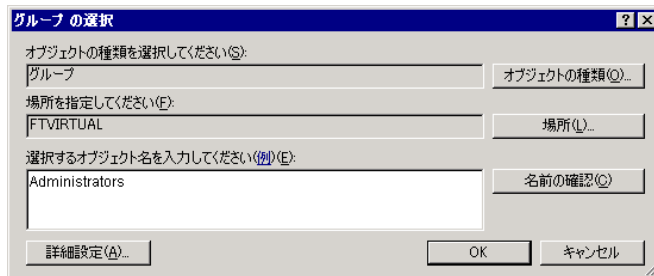 グループ の選択
オブジェクトの種類を選択してください(S):
グループ
オブジェクトの種類(O)...
場所を指定してください(F):
FTVIRTUAL
場所(L)...
選択するオブジェクト名を入力してください(例)(E):
Administrators
名前の確認(C)
詳細設定(A)...
OK
キャンセル